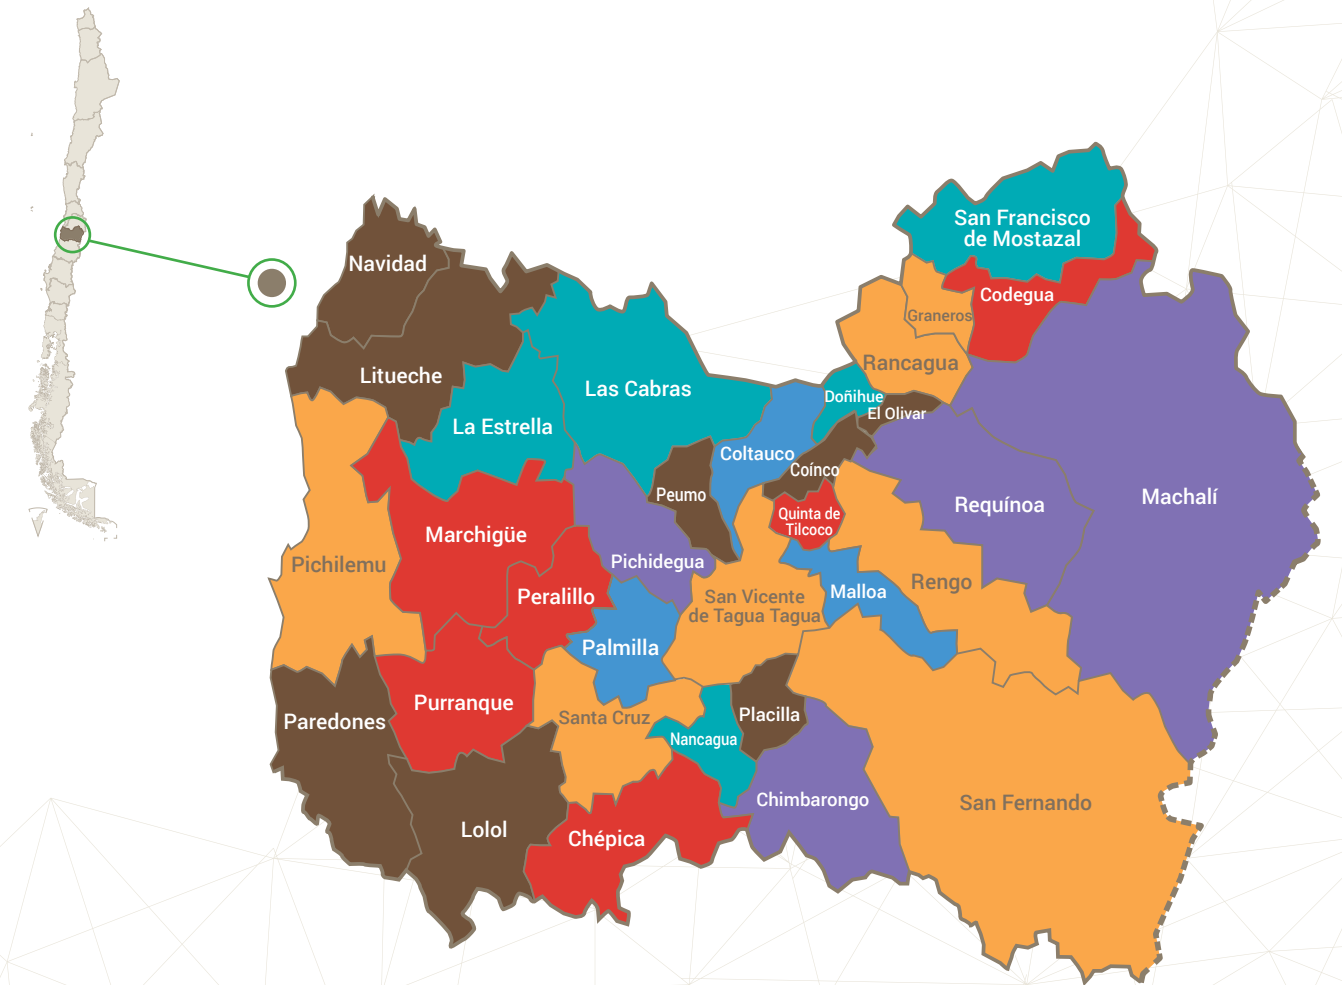 San Francisco
de Mostazal
Navidad
Codegua
Graneros
Rancagua
Litueche
Las Cabras
Doñihue
El Olivar
La Estrella
Coltauco
Coínco
Peumo
Machalí
Requínoa
Quinta de
Tilcoco
Marchigüe
Pichidegua
Pichilemu
Rengo
Malloa
Peralillo
San Vicente
de Tagua Tagua
Palmilla
Purranque
Placilla
Santa Cruz
Paredones
Nancagua
Chimbarongo
San Fernando
Lolol
Chépica